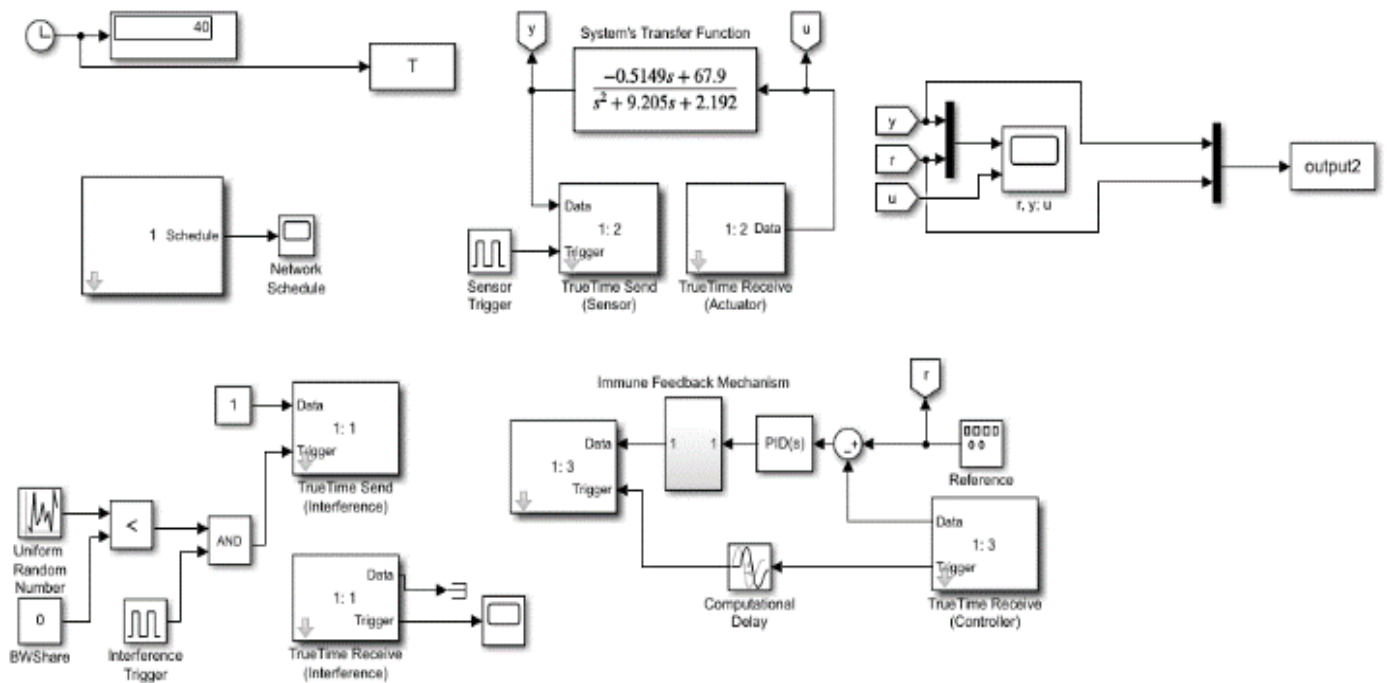 40
T
y
System's Transfer Function
u
-0.5149s + 67.9
s² + 9.205s + 2.192
y
r
u
r, y; u
output2
1 Schedule
Network
Schedule
Data
1: 2
Trigger
Sensor
Trigger
TrueTime Send
(Sensor)
1: 2 Data
TrueTime Receive
(Actuator)
1
Data
1: 1
Trigger
TrueTime Send
(Interference)
Uniform
Random
Number
<
AND
0
BWShare
Interference
Trigger
Data
1: 1
Trigger
TrueTime Receive
(Interference)
Immune Feedback Mechanism
Data
1: 3
Trigger
1 1
PID(s)
- +
r
Reference
Data
1: 3
Trigger
TrueTime Receive
(Controller)
Computational
Delay